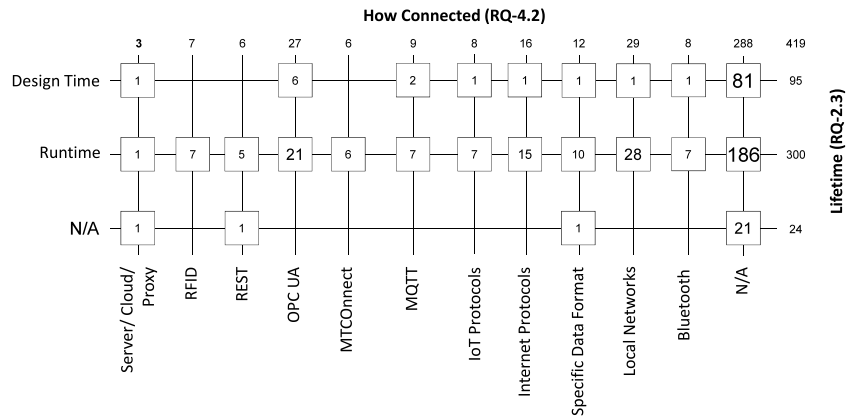 How Connected (RQ-4.2)
3 7 6 27 6 9 8 16 12 29 8 288 419
Design Time 1 6 2 1 1 1 1 1 81 95
Runtime 1 7 5 21 6 7 7 15 10 28 7 186 300
N/A 1 1 1 21 24
Lifetime (RQ-2.3)
Server/ Cloud/
Proxy
RFID
REST
OPC UA
MTCOnnect
MQTT
IoT Protocols
Internet Protocols
Specific Data Format
Local Networks
Bluetooth
N/A